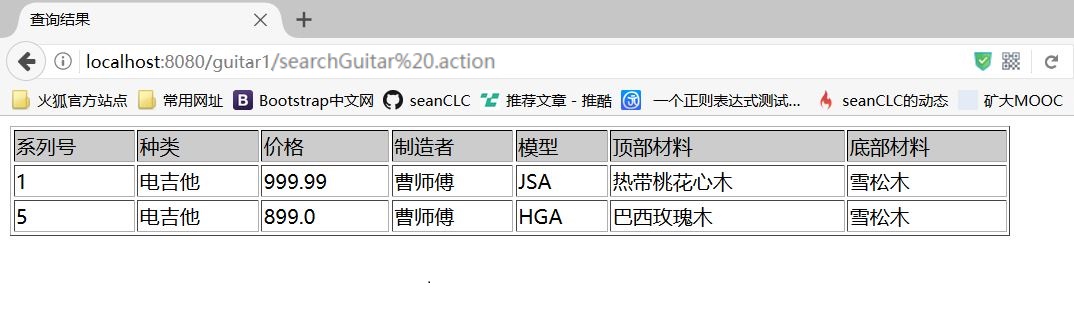 查询结果
localhost:8080/guitar1/searchGuitar%20.action
火狐官方站点 常用网址 B Bootstrap中文网 seanCLC 推荐文章 - 推酷 一个正则表达式测试... seanCLC的动态 矿大MOOC
系列号 种类 价格 制造者 模型 顶部材料 底部材料
1 电吉他 999.99 曹师傅 JSA 热带桃花心木 雪松木
5 电吉他 899.0 曹师傅 HGA 巴西玫瑰木 雪松木